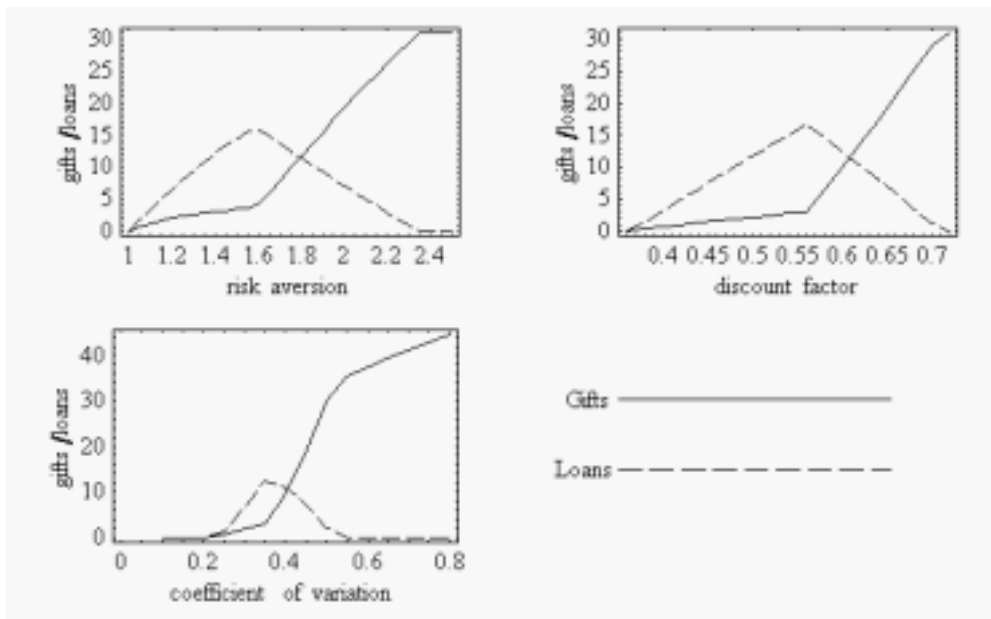 30
25
20
15
10
5
0
gifts /loans
1 1.2 1.4 1.6 1.8 2 2.2 2.4
risk aversion
30
25
20
15
10
5
0
gifts /loans
0.4 0.45 0.5 0.55 0.6 0.65 0.7
discount factor
40
30
20
10
0
gifts /loans
0 0.2 0.4 0.6 0.8
coefficient of variation
Gifts
Loans